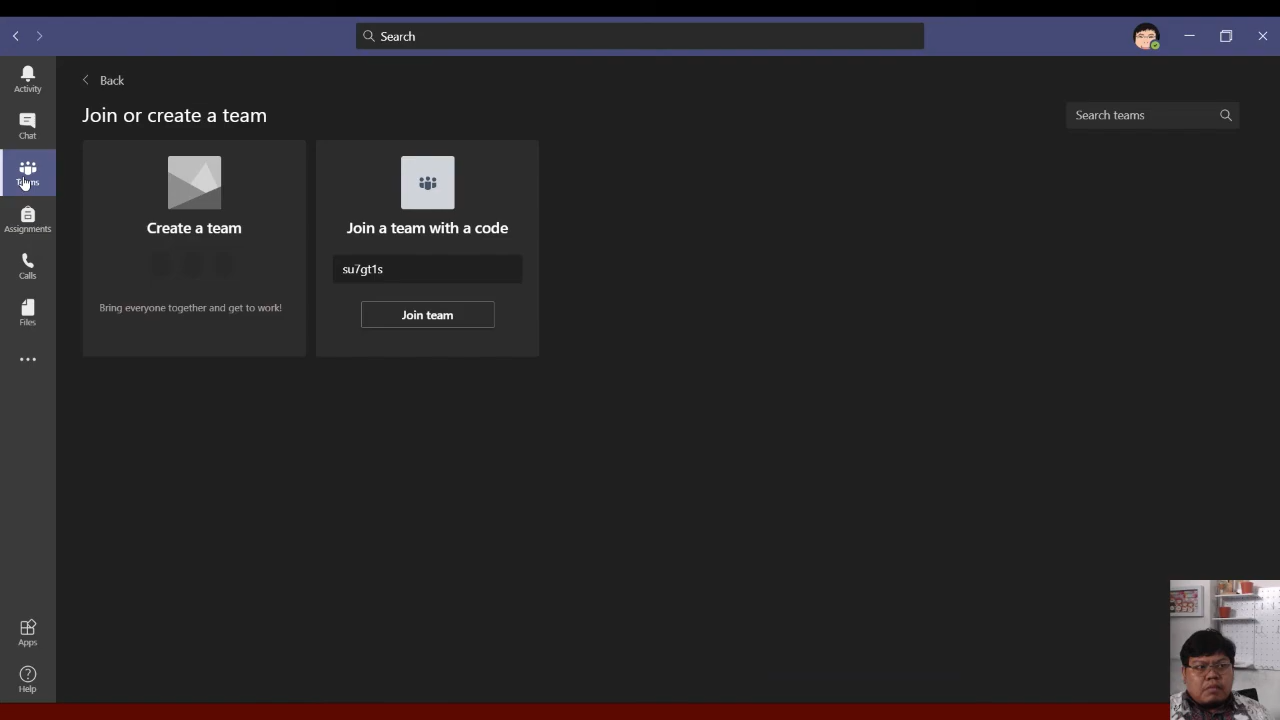 Search
Activity
Chat
Teams
Assignments
Calls
Files
Apps
Help
Back
Join or create a team
Search teams
Create a team
Bring everyone together and get to work!
Join a team with a code
su7gt1s
Join team